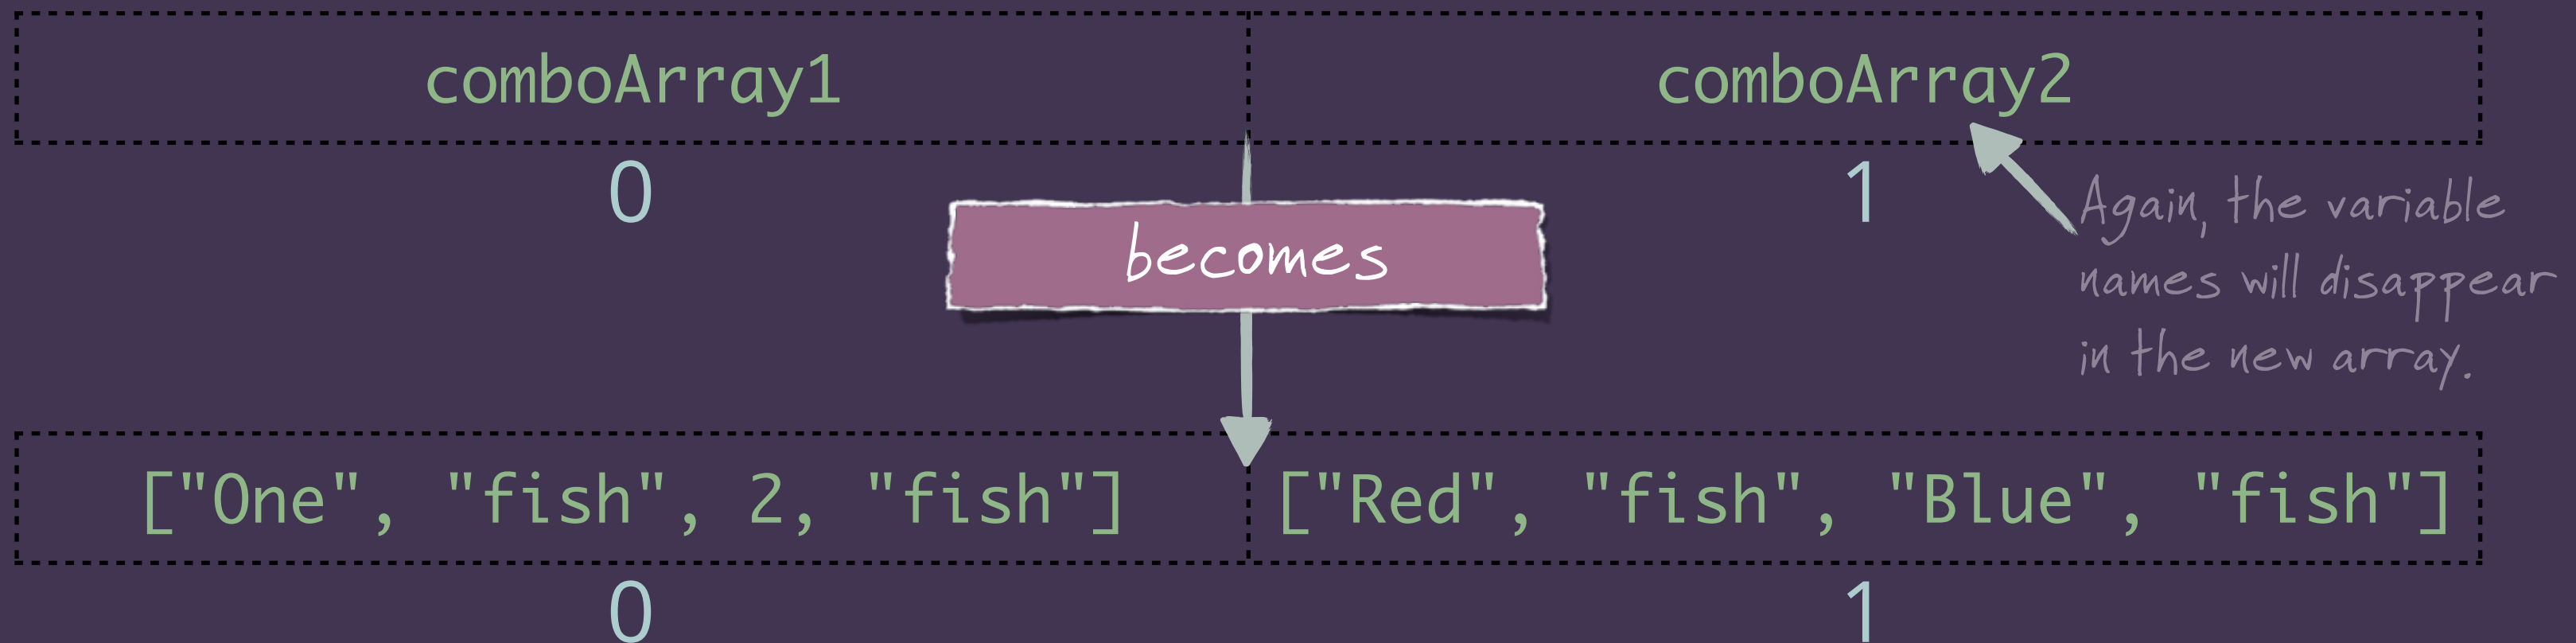 comboArray1 comboArray2
0 1
Again, the variable
names will disappear
in the new array.
becomes
["One", "fish", 2, "fish"] ["Red", "fish", "Blue", "fish"]
0 1